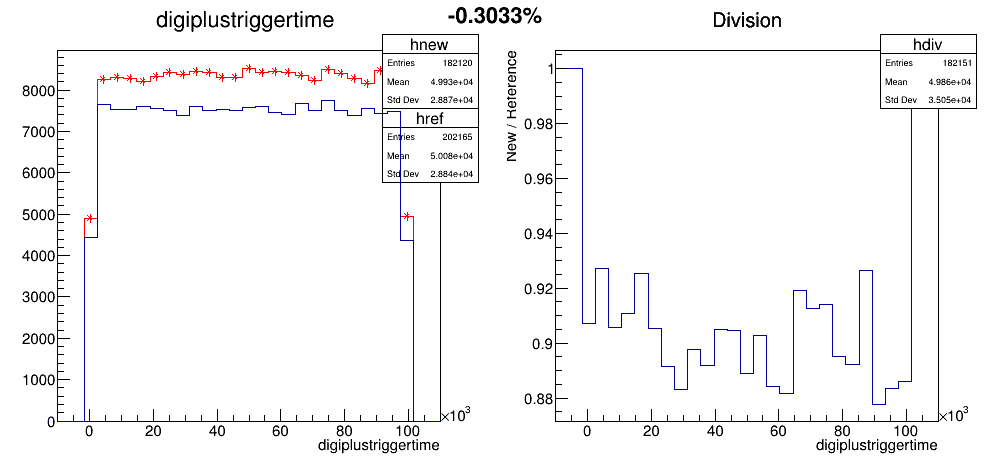 digiplustriggertime
-0.3033%
Division
hnew
Entries 182120
Mean 4.993e+04
Std Dev 2.887e+04
href
Entries 202165
Mean 5.008e+04
Std Dev 2.884e+04
8000
7000
6000
5000
4000
3000
2000
1000
0
0 20 40 60 80 100
×10³
digiplustriggertime
hdiv
Entries 182151
Mean 4.986e+04
Std Dev 3.505e+04
New / Reference
1
0.98
0.96
0.94
0.92
0.9
0.88
0 20 40 60 80 100
×10³
digiplustriggertime